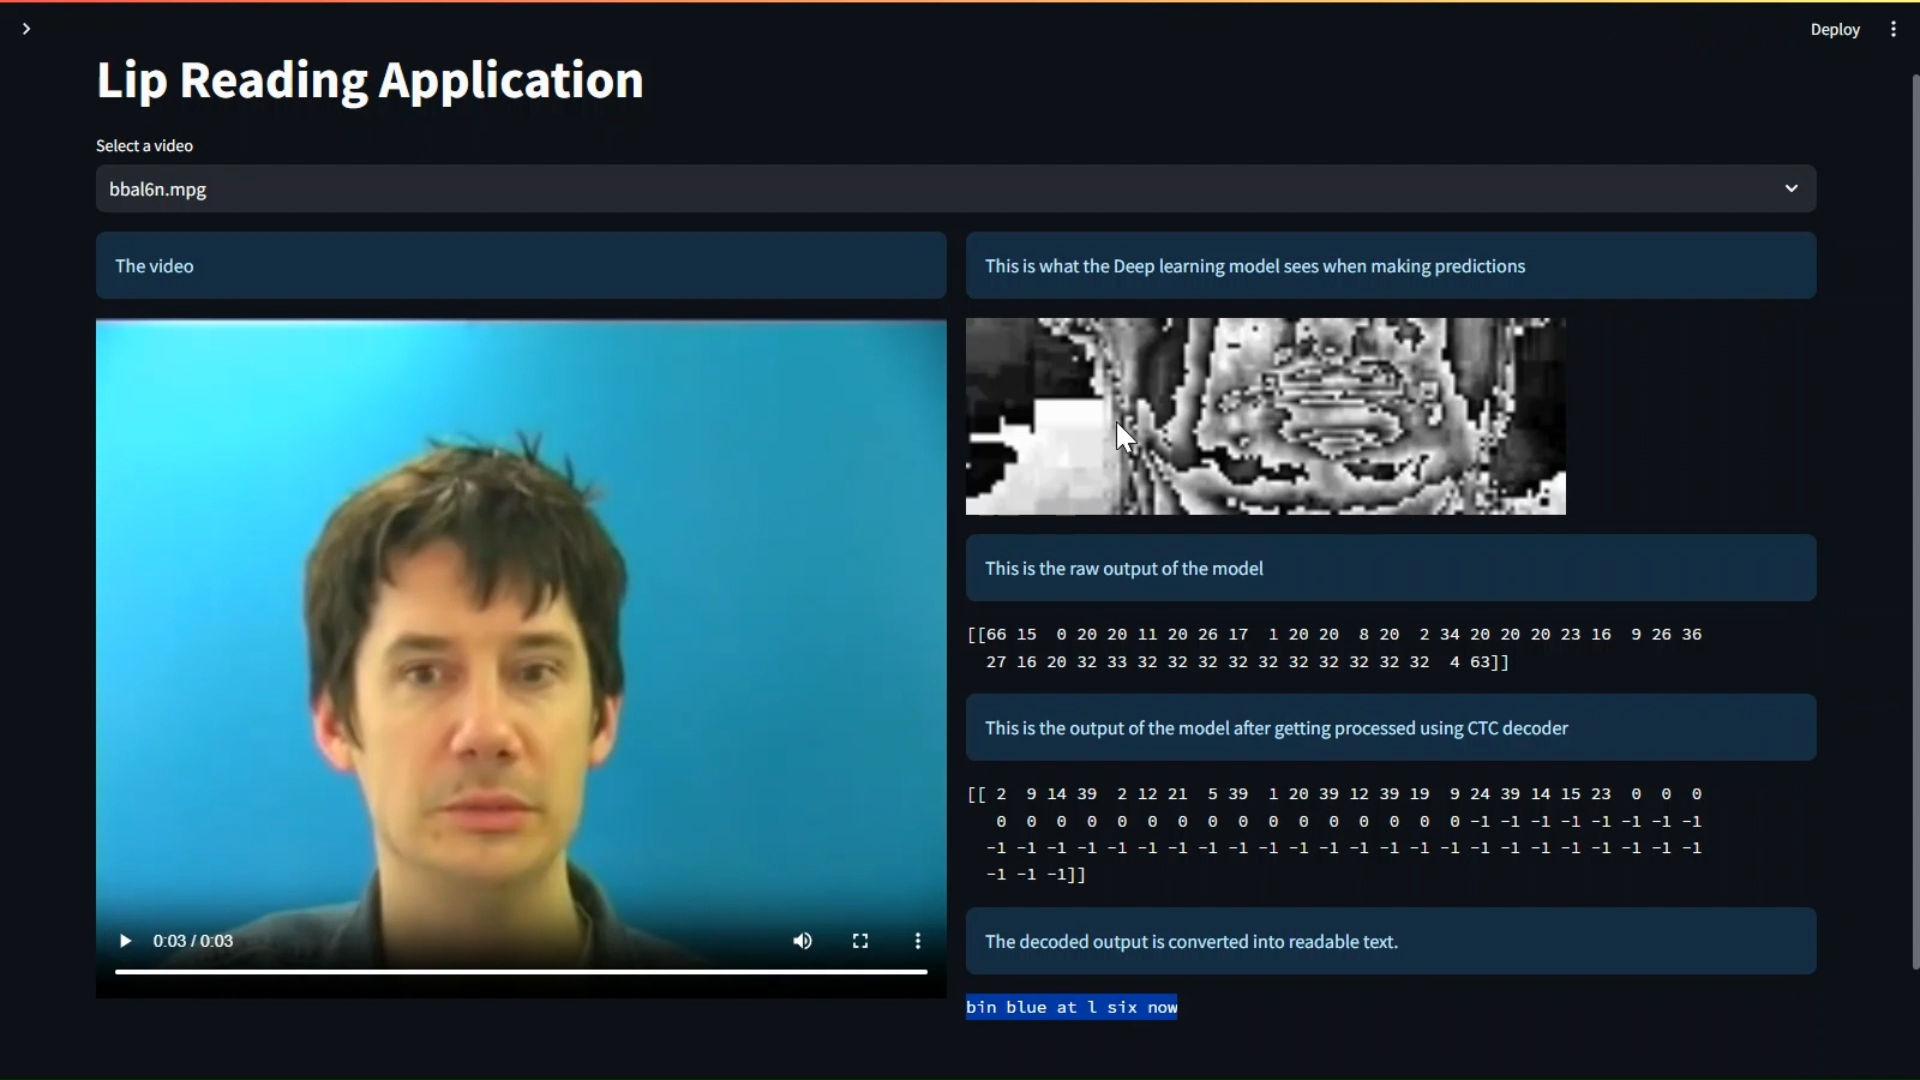 Deploy
Lip Reading Application
Select a video
bbal6n.mpg
The video
This is what the Deep learning model sees when making predictions
This is the raw output of the model
[[66 15  0 20 20 11 20 26 17  1 20 20  8 20  2 34 20 20 20 23 16  9 26 36
  27 16 20 32 33 32 32 32 32 32 32 32 32 32 32  4 63]]
This is the output of the model after getting processed using CTC decoder
[[ 2  9 14 39  2 12 21  5 39  1 20 39 12 39 19  9 24 39 14 15 23  0  0  0
   0  0  0  0  0  0  0  0  0  0  0  0  0  0  0  0 -1 -1 -1 -1 -1 -1 -1 -1
  -1 -1 -1 -1 -1 -1 -1 -1 -1 -1 -1 -1 -1 -1 -1 -1 -1 -1 -1 -1 -1 -1 -1 -1
  -1 -1 -1]]
0:03 / 0:03
The decoded output is converted into readable text.
bin blue at l six now